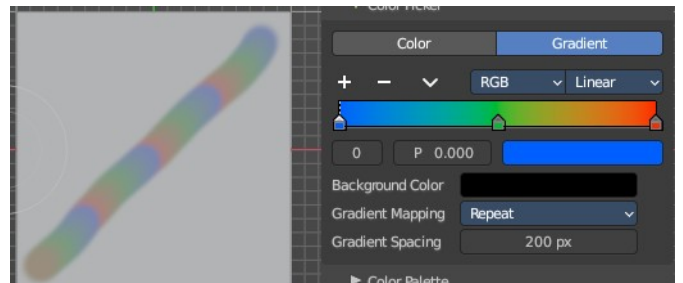 Color Picker
Color Gradient
RGB Linear
0 P 0.000
Background Color
Gradient Mapping Repeat
Gradient Spacing 200 px
Color Palette